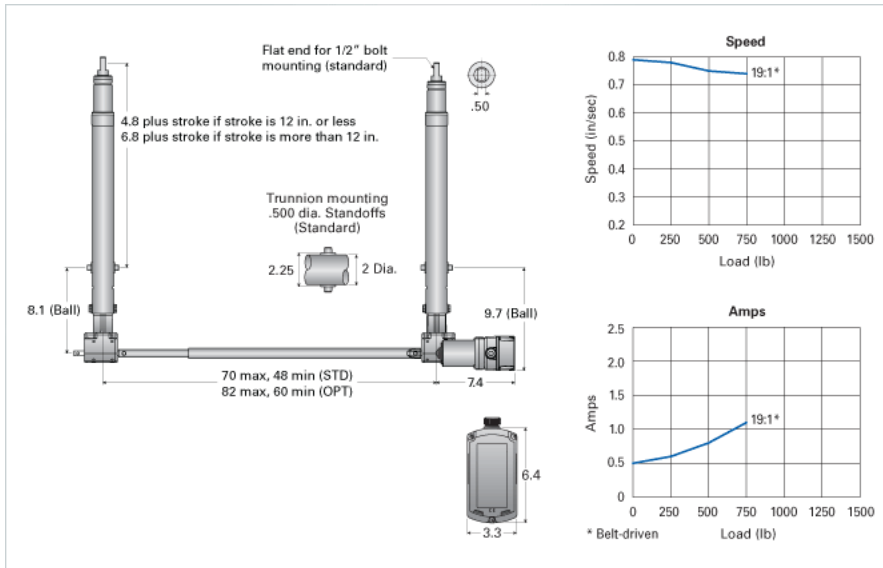 Flat end for 1/2" bolt
mounting (standard)
.50
4.8 plus stroke if stroke is 12 in. or less
6.8 plus stroke if stroke is more than 12 in.
Trunnion mounting
.500 dia. Standoffs
(Standard)
2.25
2 Dia.
8.1 (Ball)
9.7 (Ball)
70 max, 48 min (STD)
82 max, 60 min (OPT)
7.4
6.4
3.3
Speed
Speed (in/sec)
0.8
0.7
0.6
0.5
0.4
0.3
0.2
19:1*
0 250 500 750 1000 1250 1500
Load (lb)
Amps
Amps
2.5
2.0
1.5
1.0
0.5
0
19:1*
0 250 500 750 1000 1250 1500
* Belt-driven
Load (lb)